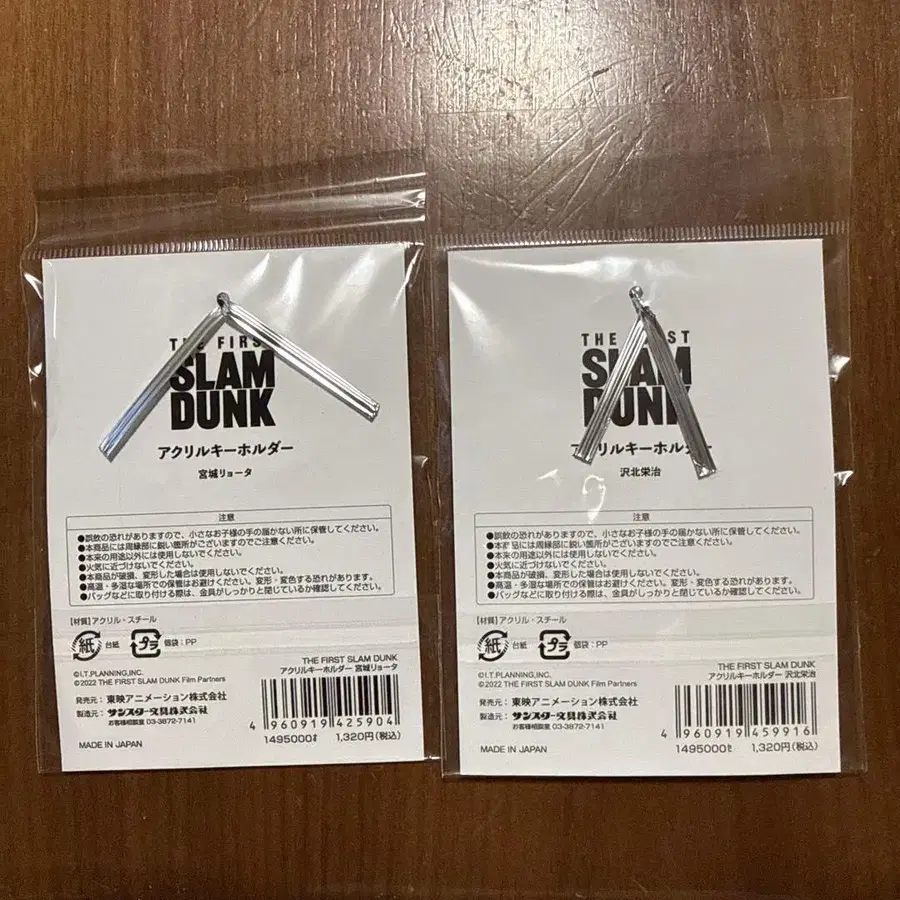 THE FIRS
SLAM
DUNK
アクリルキーホルダー
宮城リョータ
注意
●誤飲の恐れがありますので、小さなお子様の手の届かない所に保管してください。
●本商品には周縁部に鋭い箇所がございますのでご注意ください。
●本来の用途以外には使用しないでください。
●火気に近づけないでください。
●本商品が破損、変形した場合は使用しないでください。
●高温・多湿な場所での保管はお避けください。変形・変色する恐れがあります。
●バッグなどに取り付ける際は、金具がしっかりと閉じているか確認してください。
【材質】アクリル・スチール
紙 台紙 プラ 個袋:PP
THE FIRST SLAM DUNK
アクリルキーホルダー 宮城リョータ
©I.T.PLANNING,INC.
©2022 THE FIRST SLAM DUNK Film Partners
発売元: 東映アニメーション株式会社
製造元: サンスター文具株式会社
お客様相談室 03-3872-7141
MADE IN JAPAN
4 960919 425904
1495000ｾ 1,320円(税込)
THE ST
SLAM
DUNK
アクリルキーホルダー
沢北栄治
注意
●誤飲の恐れがありますので、小さなお子様の手の届かない所に保管してください。
●本商品には周縁部に鋭い箇所がございますのでご注意ください。
●本来の用途以外には使用しないでください。
●火気に近づけないでください。
●本商品が破損、変形した場合は使用しないでください。
●高温・多湿な場所での保管はお避けください。変形・変色する恐れがあります。
●バッグなどに取り付ける際は、金具がしっかりと閉じているか確認してください。
【材質】アクリル・スチール
紙 台紙 プラ 個袋:PP
THE FIRST SLAM DUNK
アクリルキーホルダー 沢北栄治
©I.T.PLANNING,INC.
©2022 THE FIRST SLAM DUNK Film Partners
発売元: 東映アニメーション株式会社
製造元: サンスター文具株式会社
お客様相談室 03-3872-7141
MADE IN JAPAN
4 960919 459916
1495000ｾ 1,320円(税込)